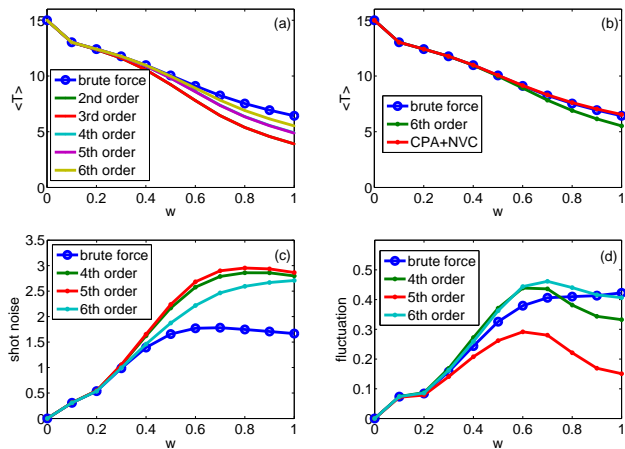 (a)
<T>
15
10
5
0
brute force
2nd order
3rd order
4th order
5th order
6th order
0 0.2 0.4 0.6 0.8 1
w
(b)
<T>
15
10
5
0
brute force
6th order
CPA+NVC
0 0.2 0.4 0.6 0.8 1
w
(c)
shot noise
3.5
3
2.5
2
1.5
1
0.5
0
brute force
4th order
5th order
6th order
0 0.2 0.4 0.6 0.8 1
w
(d)
fluctuation
0.5
0.4
0.3
0.2
0.1
0
brute force
4th order
5th order
6th order
0 0.2 0.4 0.6 0.8 1
w